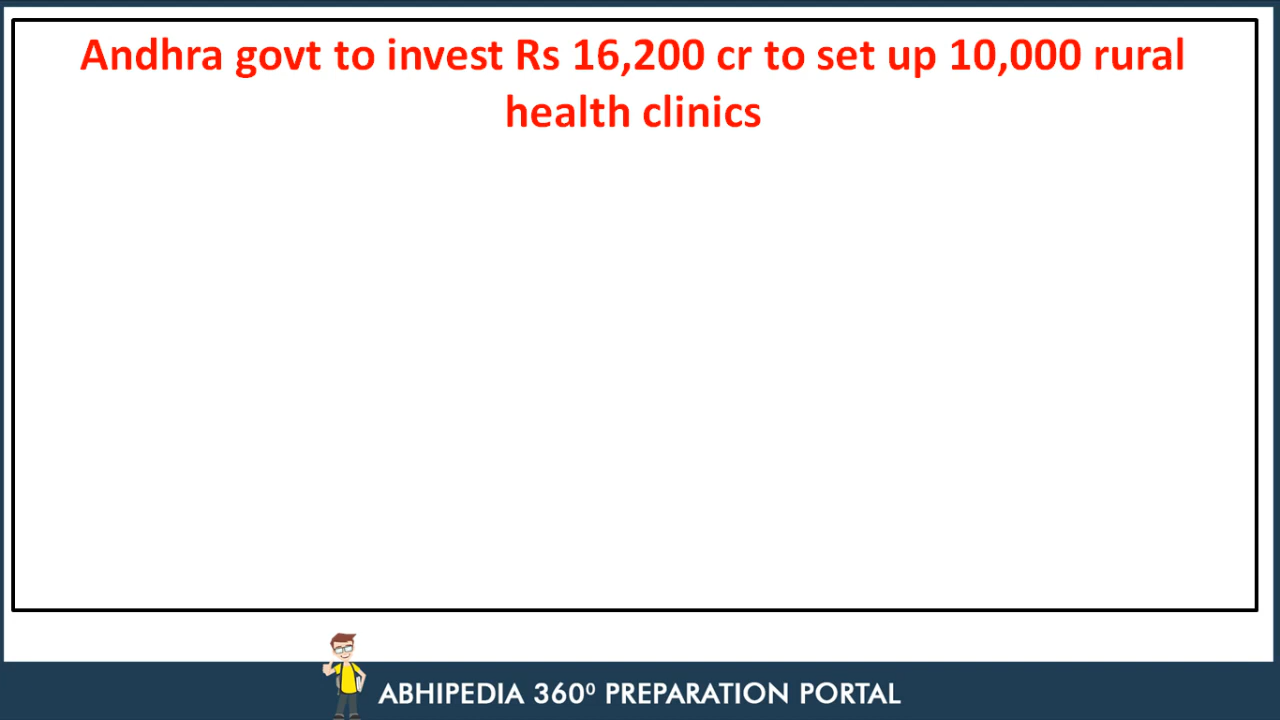 Andhra govt to invest Rs 16,200 cr to set up 10,000 rural
health clinics
ABHIPEDIA 360⁰ PREPARATION PORTAL